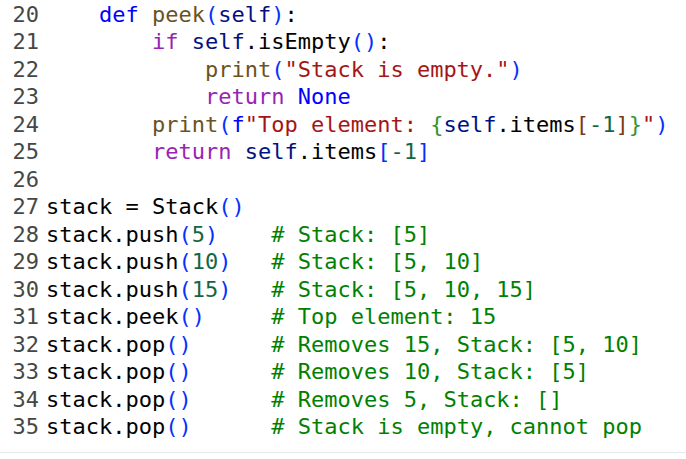 20     def peek(self):
21         if self.isEmpty():
22             print("Stack is empty.")
23             return None
24         print(f"Top element: {self.items[-1]}")
25         return self.items[-1]
26
27 stack = Stack()
28 stack.push(5)    # Stack: [5]
29 stack.push(10)   # Stack: [5, 10]
30 stack.push(15)   # Stack: [5, 10, 15]
31 stack.peek()     # Top element: 15
32 stack.pop()      # Removes 15, Stack: [5, 10]
33 stack.pop()      # Removes 10, Stack: [5]
34 stack.pop()      # Removes 5, Stack: []
35 stack.pop()      # Stack is empty, cannot pop